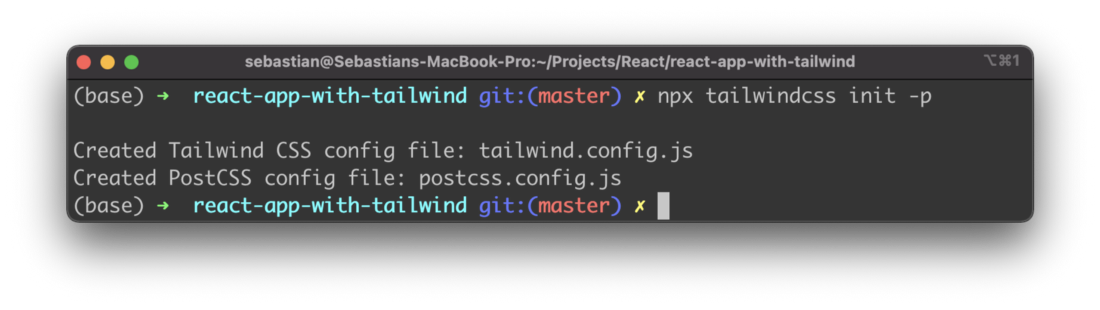 sebastian@Sebastians-MacBook-Pro:~/Projects/React/react-app-with-tailwind ⌥⌘1
(base) ➜ react-app-with-tailwind git:(master) ✗ npx tailwindcss init -p
Created Tailwind CSS config file: tailwind.config.js
Created PostCSS config file: postcss.config.js
(base) ➜ react-app-with-tailwind git:(master) ✗